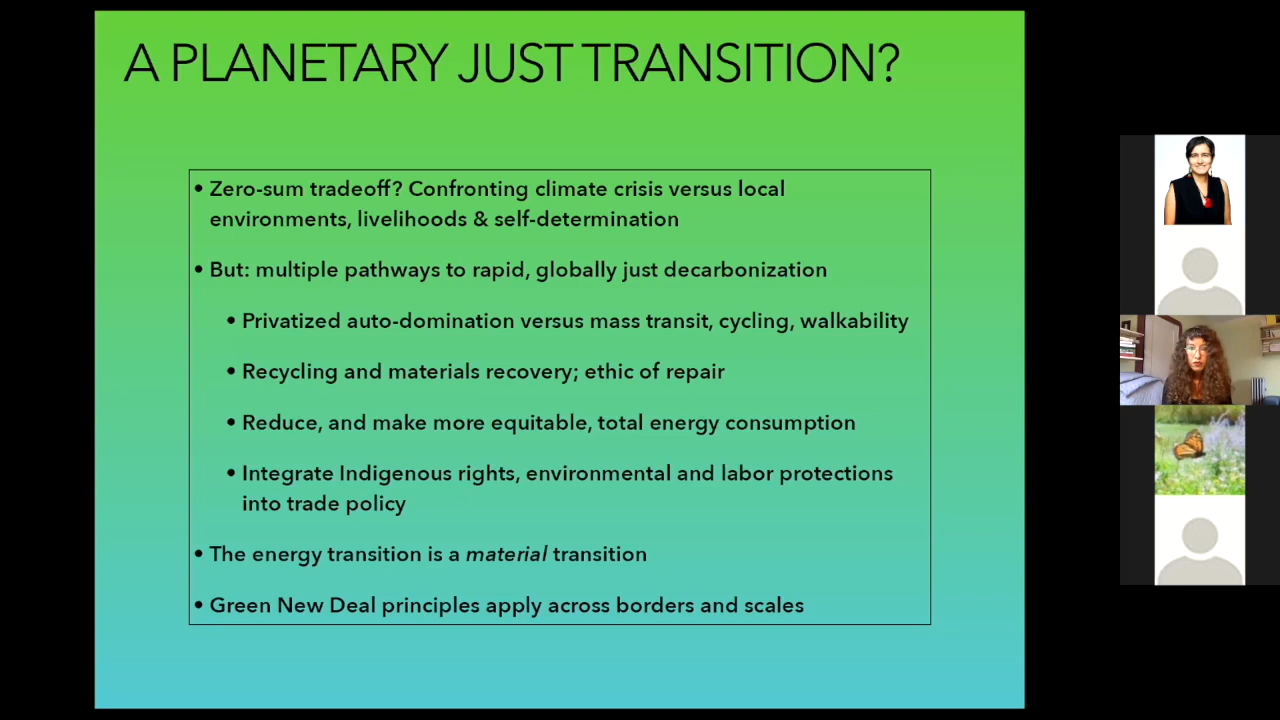 A PLANETARY JUST TRANSITION?
• Zero-sum tradeoff? Confronting climate crisis versus local
environments, livelihoods & self-determination
• But: multiple pathways to rapid, globally just decarbonization
• Privatized auto-domination versus mass transit, cycling, walkability
• Recycling and materials recovery; ethic of repair
• Reduce, and make more equitable, total energy consumption
• Integrate Indigenous rights, environmental and labor protections
into trade policy
• The energy transition is a material transition
• Green New Deal principles apply across borders and scales